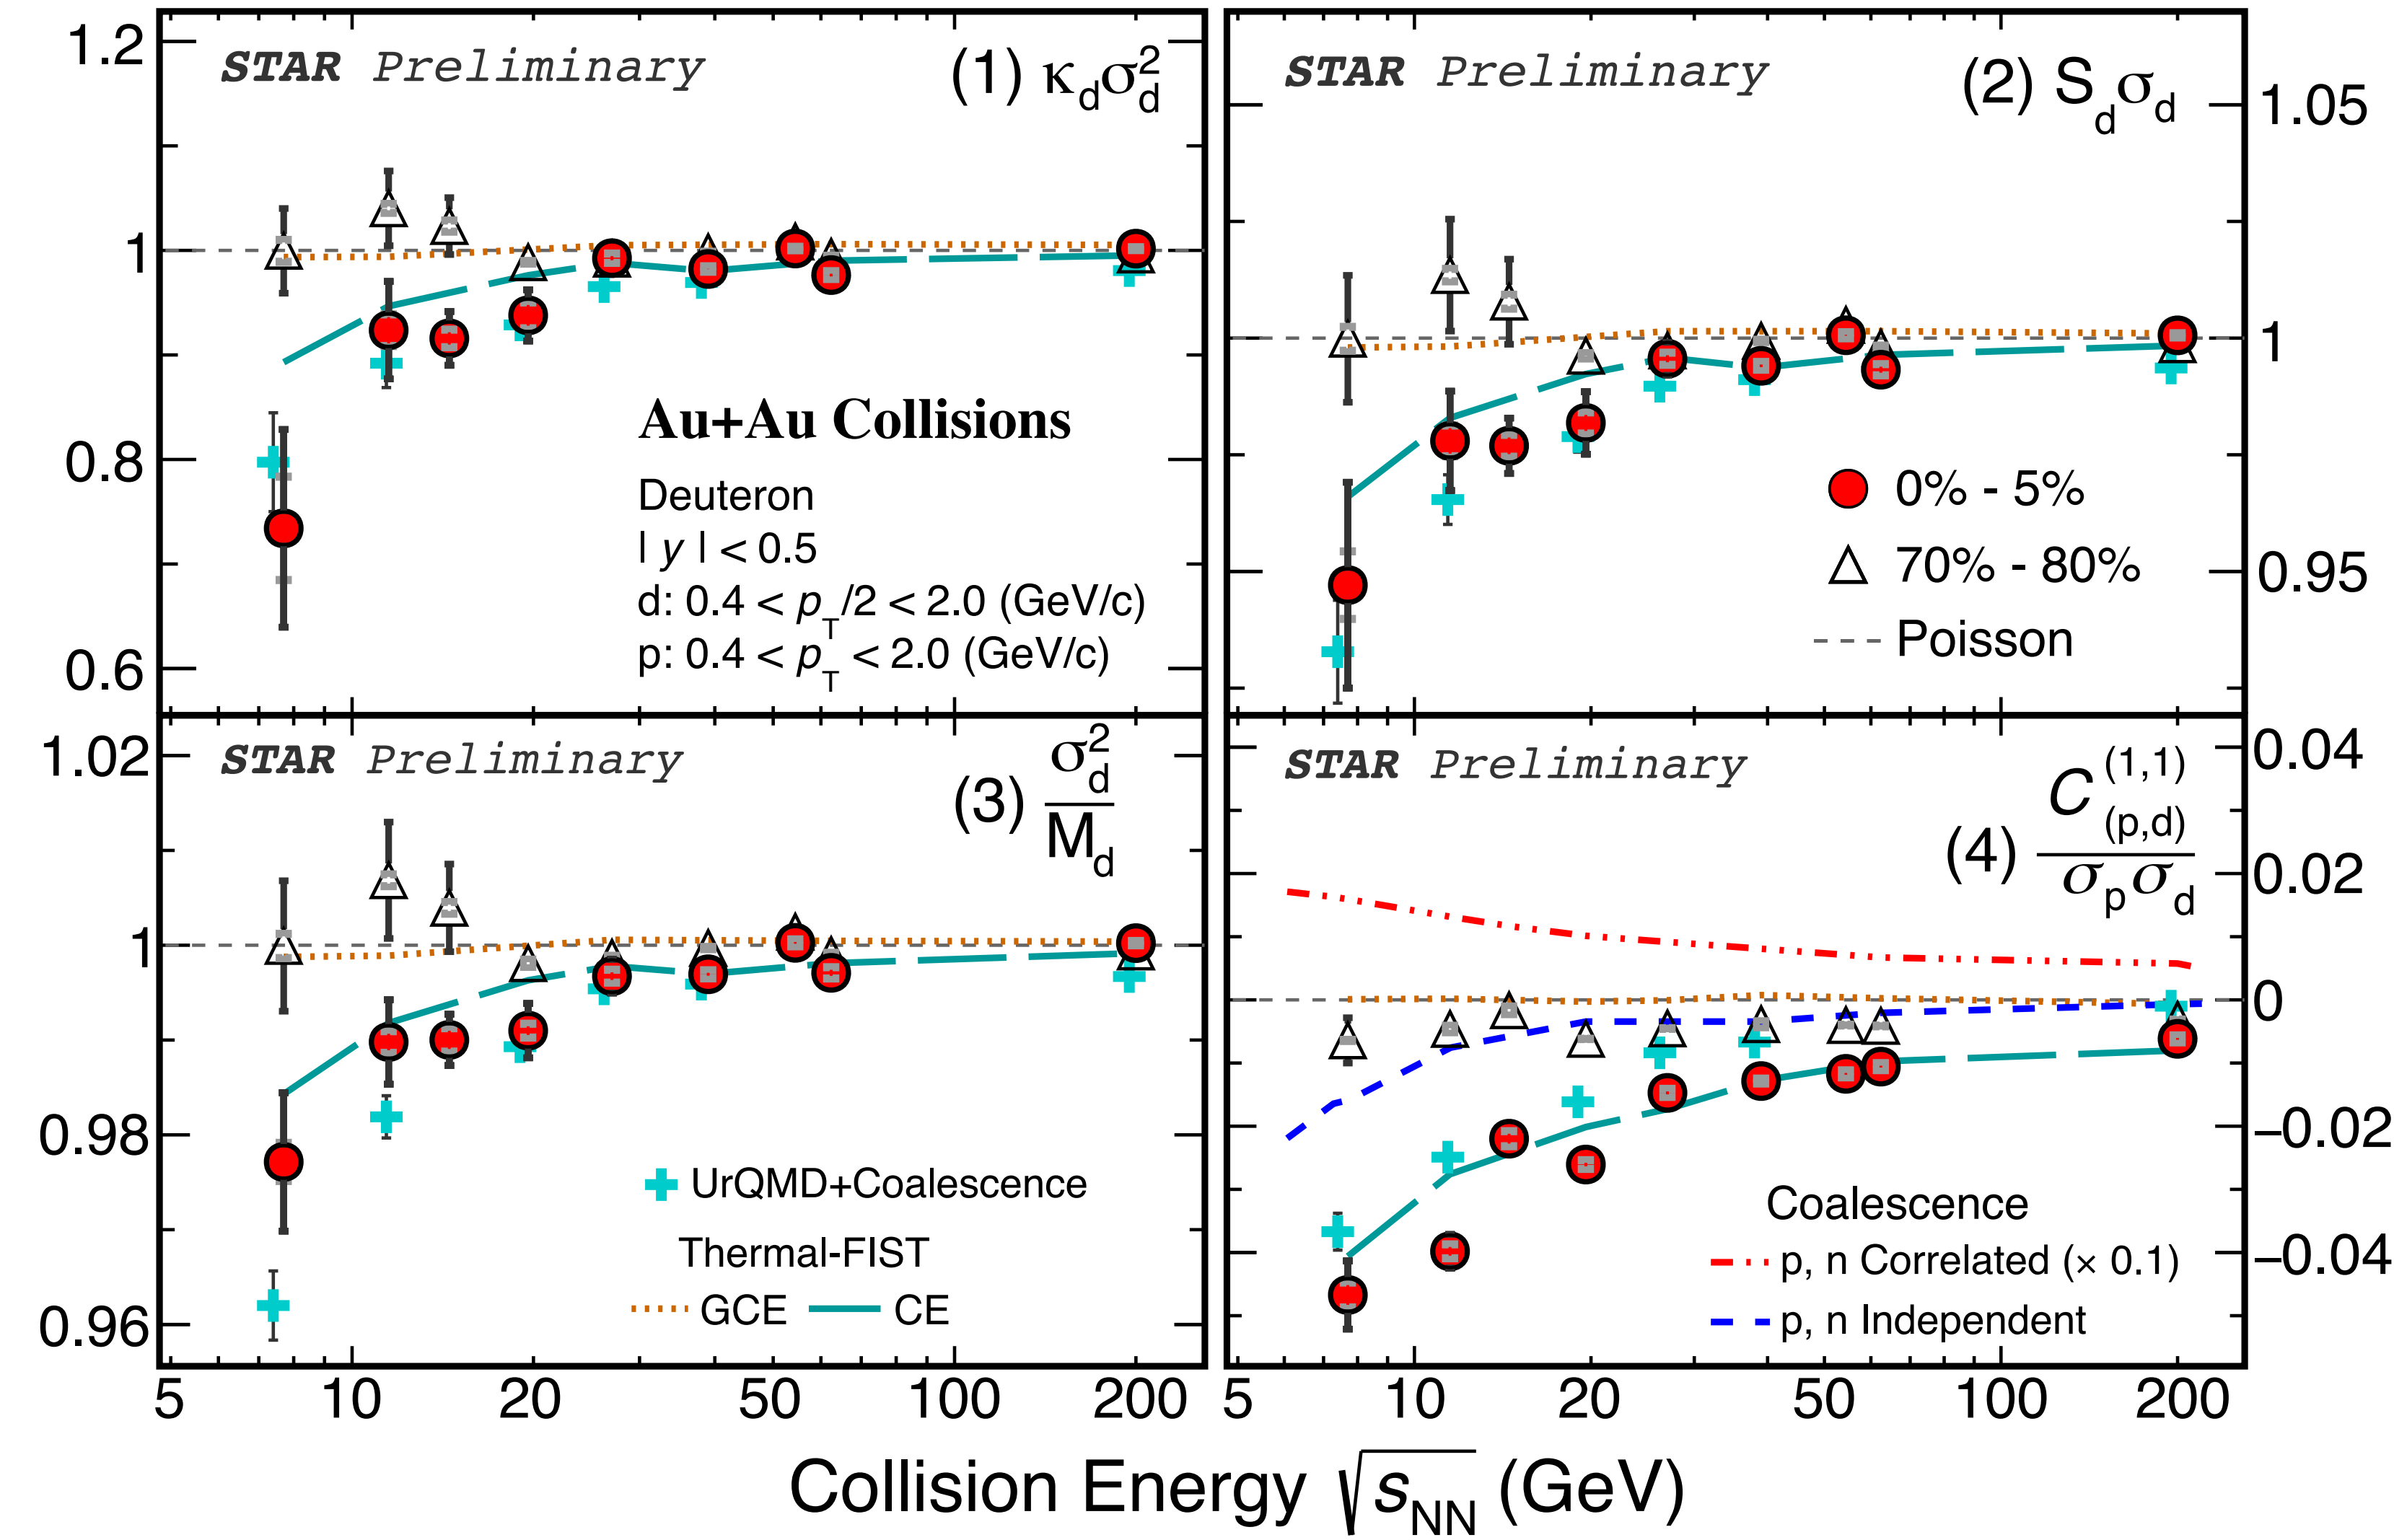 STAR Preliminary
(1) κdσ²d
1.2
1
0.8
0.6
Au+Au Collisions
Deuteron
| y | < 0.5
d: 0.4 < pT/2 < 2.0 (GeV/c)
p: 0.4 < pT < 2.0 (GeV/c)
STAR Preliminary
(2) Sdσd
1.05
1
0.95
0% - 5%
70% - 80%
Poisson
STAR Preliminary
(3) σ²d
Md
1.02
1
0.98
0.96
UrQMD+Coalescence
Thermal-FIST
GCE CE
STAR Preliminary
(4) C(1,1)(p,d)
σpσd
0.04
0.02
0
−0.02
−0.04
Coalescence
p, n Correlated (× 0.1)
p, n Independent
5 10 20 50 100 200
5 10 20 50 100 200
Collision Energy √sNN (GeV)